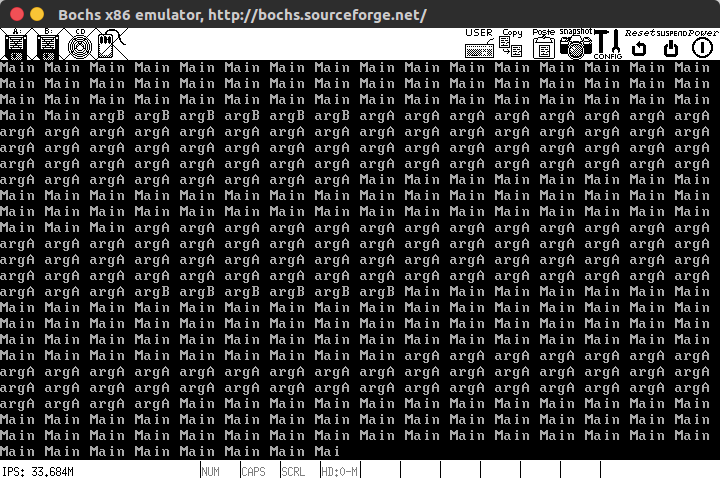 Bochs x86 emulator, http://bochs.sourceforge.net/
A: B: CD USER Copy Paste snapshot CONFIG Reset SUSPEND Power
Main Main Main Main Main Main Main Main Main Main Main Main Main Main Main Main
Main Main Main Main Main Main Main Main Main Main Main Main Main Main Main Main
Main Main Main Main Main Main Main Main Main Main Main Main Main Main Main Main
Main Main argB argB argB argB argB argB argA argA argA argA argA argA argA argA
argA argA argA argA argA argA argA argA argA argA argA argA argA argA argA argA
argA argA argA argA argA argA argA argA argA argA argA argA argA argA argA argA
argA argA argA argA argA argA argA argA argA argA argA argA argA argA argA argA
argA argA argA argA argA argA argA argA Main Main Main Main Main Main Main Main
Main Main Main Main Main Main Main Main Main Main Main Main Main Main Main Main
Main Main Main Main Main Main Main Main Main Main Main Main Main Main Main Main
Main Main Main argA argA argA argA argA argA argA argA argA argA argA argA argA
argA argA argA argA argA argA argA argA argA argA argA argA argA argA argA argA
argA argA argA argA argA argA argA argA argA argA argA argA argA argA argA argA
argA argA argA argA argA argA argA argA argA argA argA argA argA argA argA argA
argA argA argA argB argB argB argB argB argB Main Main Main Main Main Main Main
Main Main Main Main Main Main Main Main Main Main Main Main Main Main Main Main
Main Main Main Main Main Main Main Main Main Main Main Main Main Main Main Main
Main Main Main Main Main Main Main Main Main Main Main Main Main Main Main Main
Main Main Main Main Main Main Main Main Main argA argA argA argA argA argA argA
argA argA argA argA argA argA argA argA argA argA argA argA argA argA argA argA
argA argA argA argA argA argA argA argA argA argA argA argA argA argA argA argA
argA argA argA argA Main Main Main Main Main Main Main Main Main Main Main Main
Main Main Main Main Main Main Main Main Main Main Main Main Main Main Main Main
Main Main Main Main Main Main Main Main Main Main Main Main Main Main Main Main
Main Main Main Main Main Main Main Mai
IPS: 33.684M NUM CAPS SCRL HD:0-M